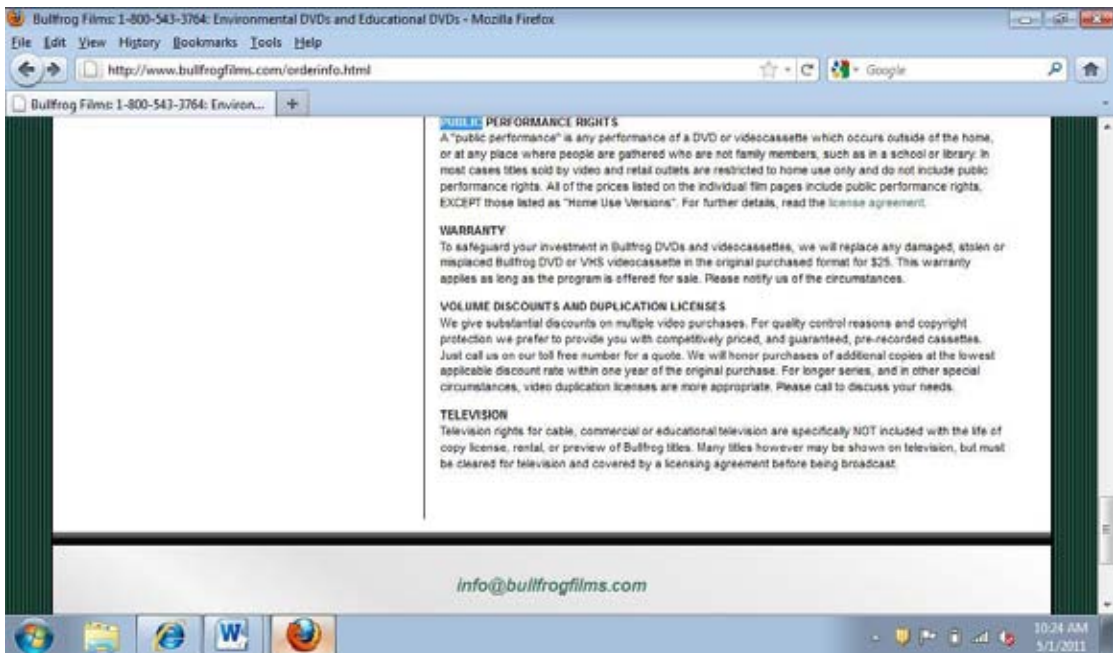 Bullfrog Films: 1-800-543-3764: Environmental DVDs and Educational DVDs - Mozilla Firefox
File Edit View History Bookmarks Tools Help
http://www.bullfrogfilms.com/orderinfo.html
Google
Bullfrog Films: 1-800-543-3764: Environ...
PUBLIC PERFORMANCE RIGHTS
A "public performance" is any performance of a DVD or videocassette which occurs outside of the home,
or at any place where people are gathered who are not family members, such as in a school or library. In
most cases titles sold by video and retail outlets are restricted to home use only and do not include public
performance rights. All of the prices listed on the individual film pages include public performance rights,
EXCEPT those listed as "Home Use Versions". For further details, read the license agreement.
WARRANTY
To safeguard your investment in Bullfrog DVDs and videocassettes, we will replace any damaged, stolen or
misplaced Bullfrog DVD or VHS videocassette in the original purchased format for $25. This warranty
applies as long as the program is offered for sale. Please notify us of the circumstances.
VOLUME DISCOUNTS AND DUPLICATION LICENSES
We give substantial discounts on multiple video purchases. For quality control reasons and copyright
protection we prefer to provide you with competitively priced, and guaranteed, pre-recorded cassettes.
Just call us on our toll free number for a quote. We will honor purchases of additional copies at the lowest
applicable discount rate within one year of the original purchase. For longer series, and in other special
circumstances, video duplication licenses are more appropriate. Please call to discuss your needs.
TELEVISION
Television rights for cable, commercial or educational television are specifically NOT included with the life of
copy license, rental, or preview of Bullfrog titles. Many titles however may be shown on television, but must
be cleared for television and covered by a licensing agreement before being broadcast.
info@bullfrogfilms.com
10:24 AM
5/1/2011